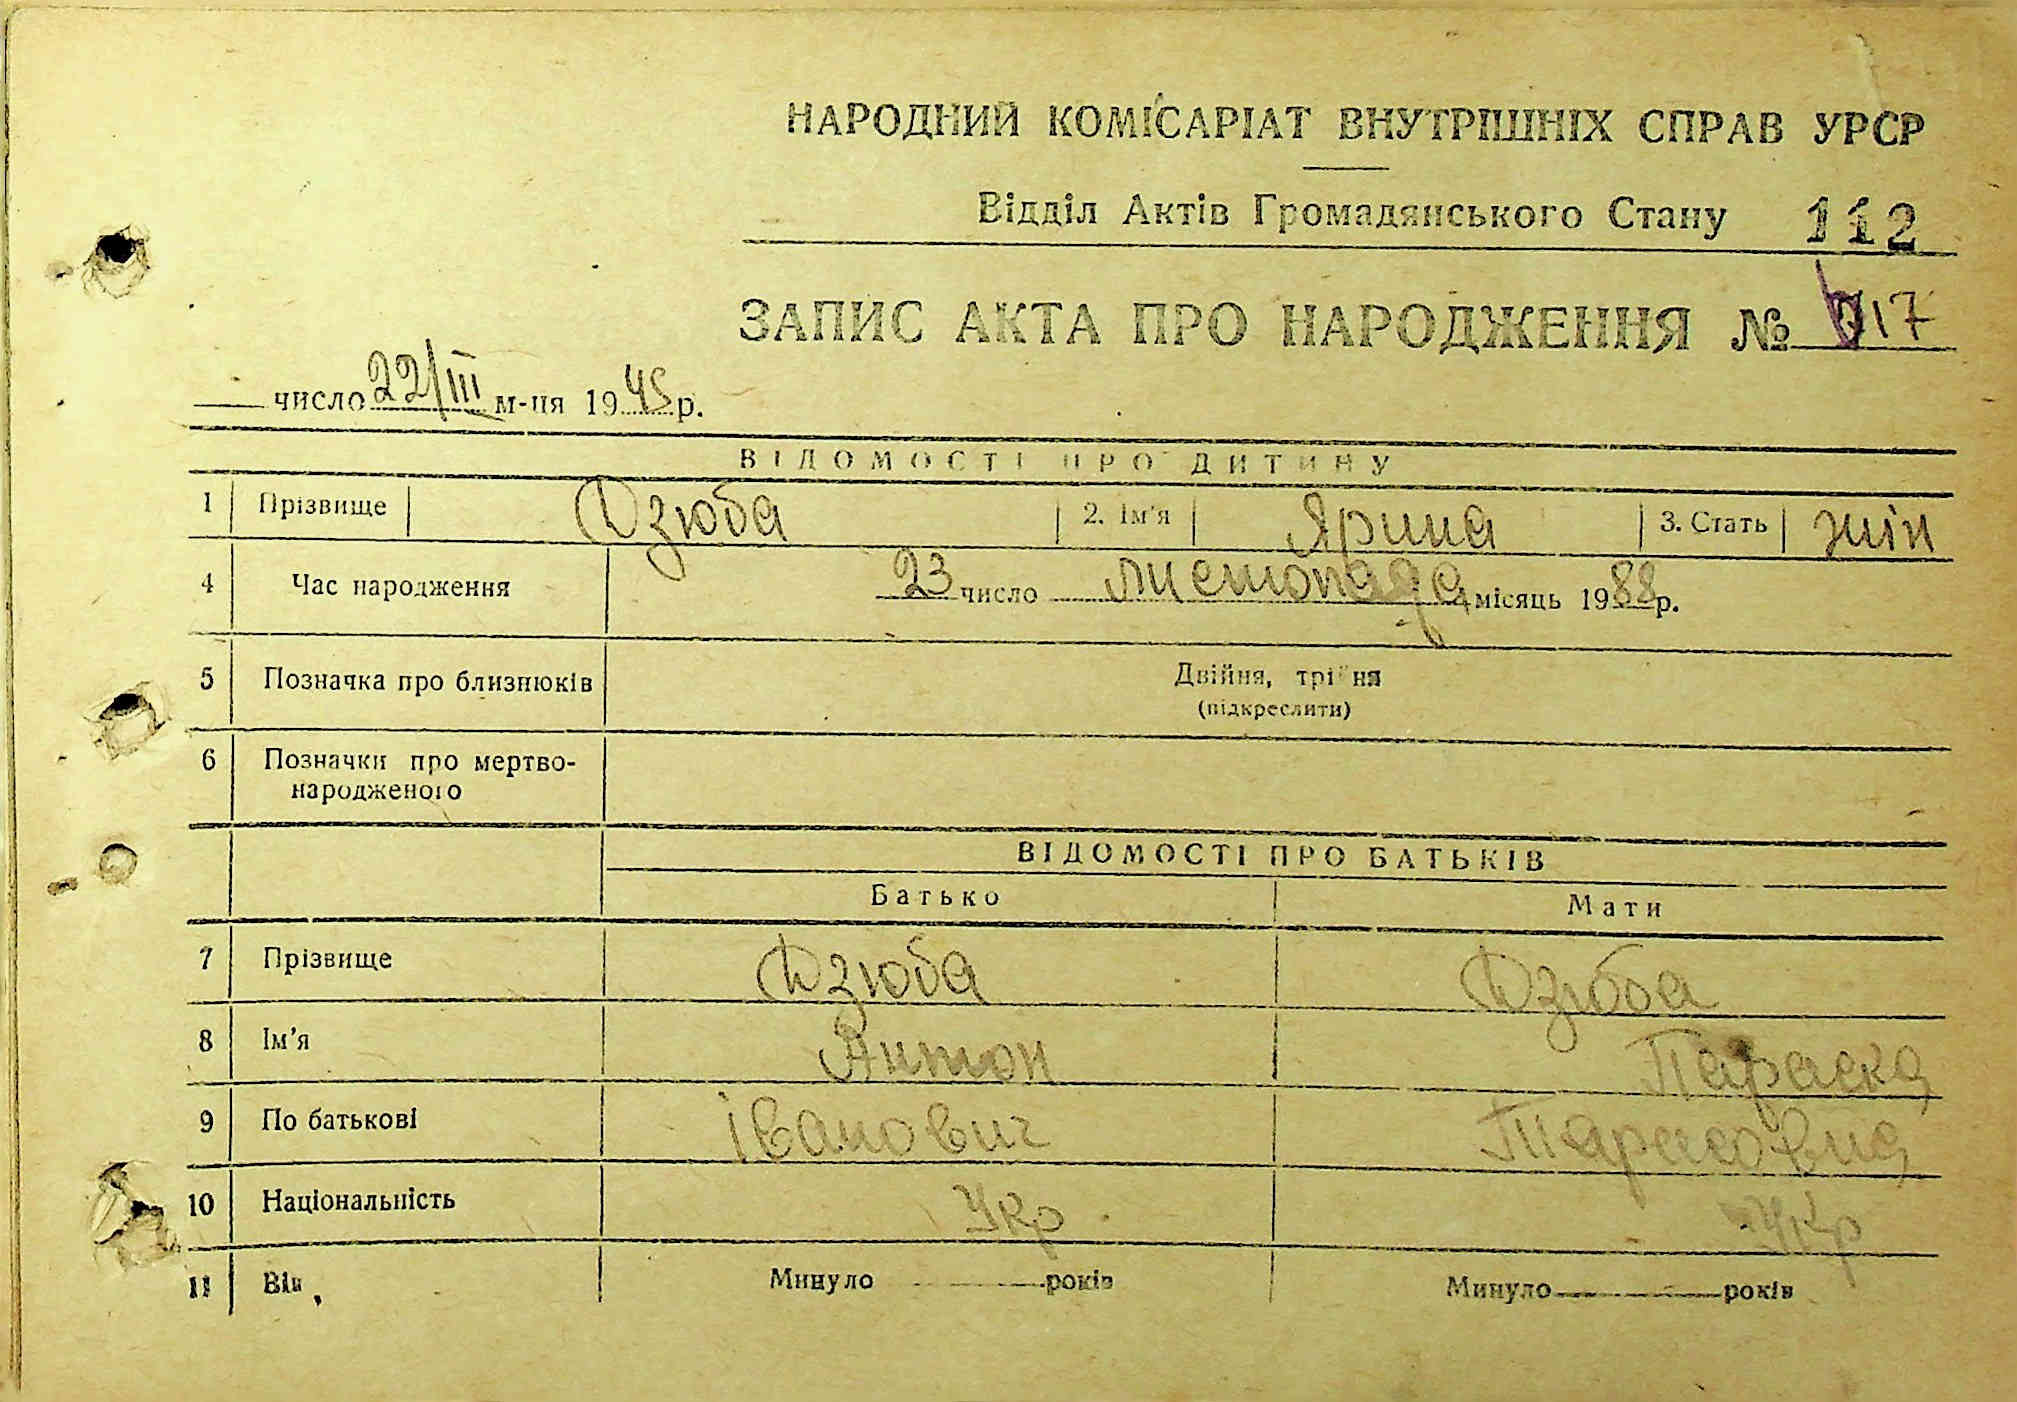 НАРОДНИЙ КОМІСАРІАТ ВНУТРІШНІХ СПРАВ УРСР
Відділ Актів Громадянського Стану 112
ЗАПИС АКТА ПРО НАРОДЖЕННЯ № 17
число 22/III м-ця 1945 р.
ВІДОМОСТІ ПРО ДИТИНУ
1 Прізвище Дзюба 2. Ім'я Ярина 3. Стать жін
4 Час народження 23 число листопада місяць 1988 р.
5 Позначка про близнюків Двійня, трійня
(підкреслити)
6 Позначки про мертво-
народженого
ВІДОМОСТІ ПРО БАТЬКІВ
Батько Мати
7 Прізвище Дзюба Дзюба
8 Ім'я Антон Параска
9 По батькові Іванович Тарасовна
10 Національність Укр Укр
11 Вік Минуло років Минуло років